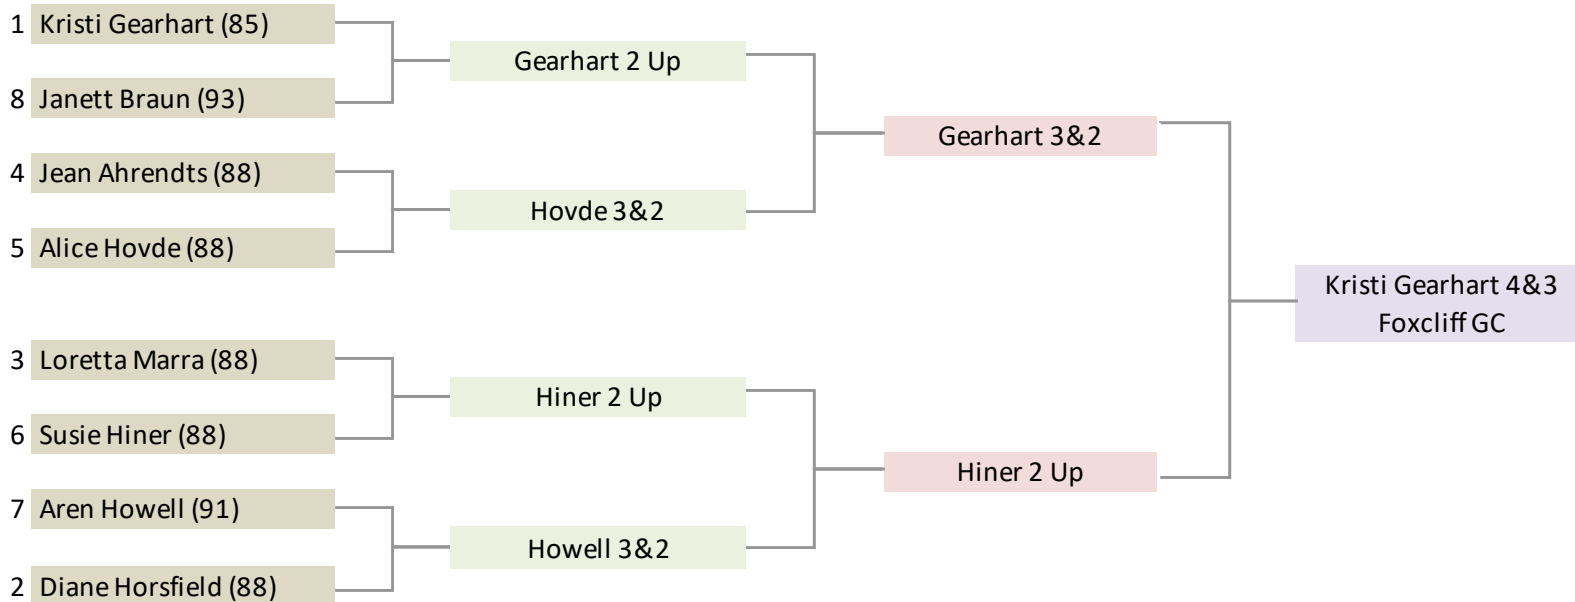 1 Kristi Gearhart (85)
8 Janett Braun (93)
4 Jean Ahrendts (88)
5 Alice Hovde (88)
3 Loretta Marra (88)
6 Susie Hiner (88)
7 Aren Howell (91)
2 Diane Horsfield (88)
Gearhart 2 Up
Hovde 3&2
Hiner 2 Up
Howell 3&2
Gearhart 3&2
Hiner 2 Up
Kristi Gearhart 4&3
Foxcliff GC